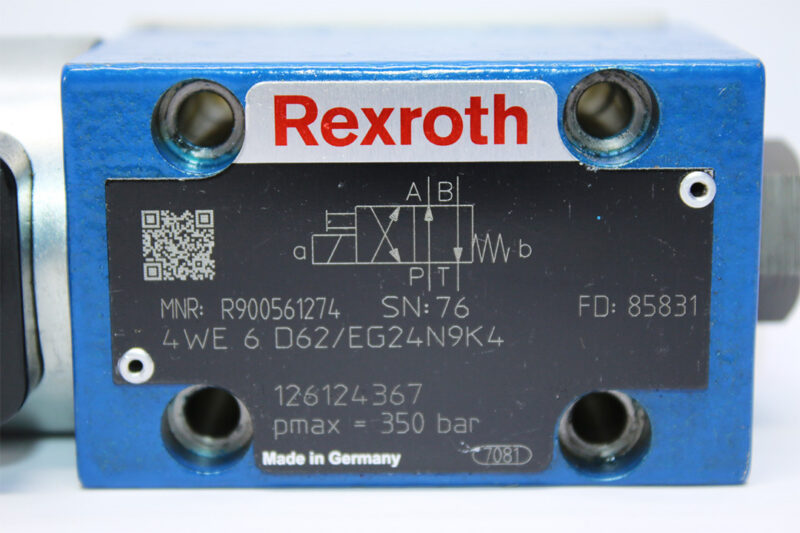 Rexroth
A B
a b
P T
MNR: R900561274 SN: 76 FD: 85831
4WE 6 D62/EG24N9K4
126124367
pmax = 350 bar
Made in Germany 7081